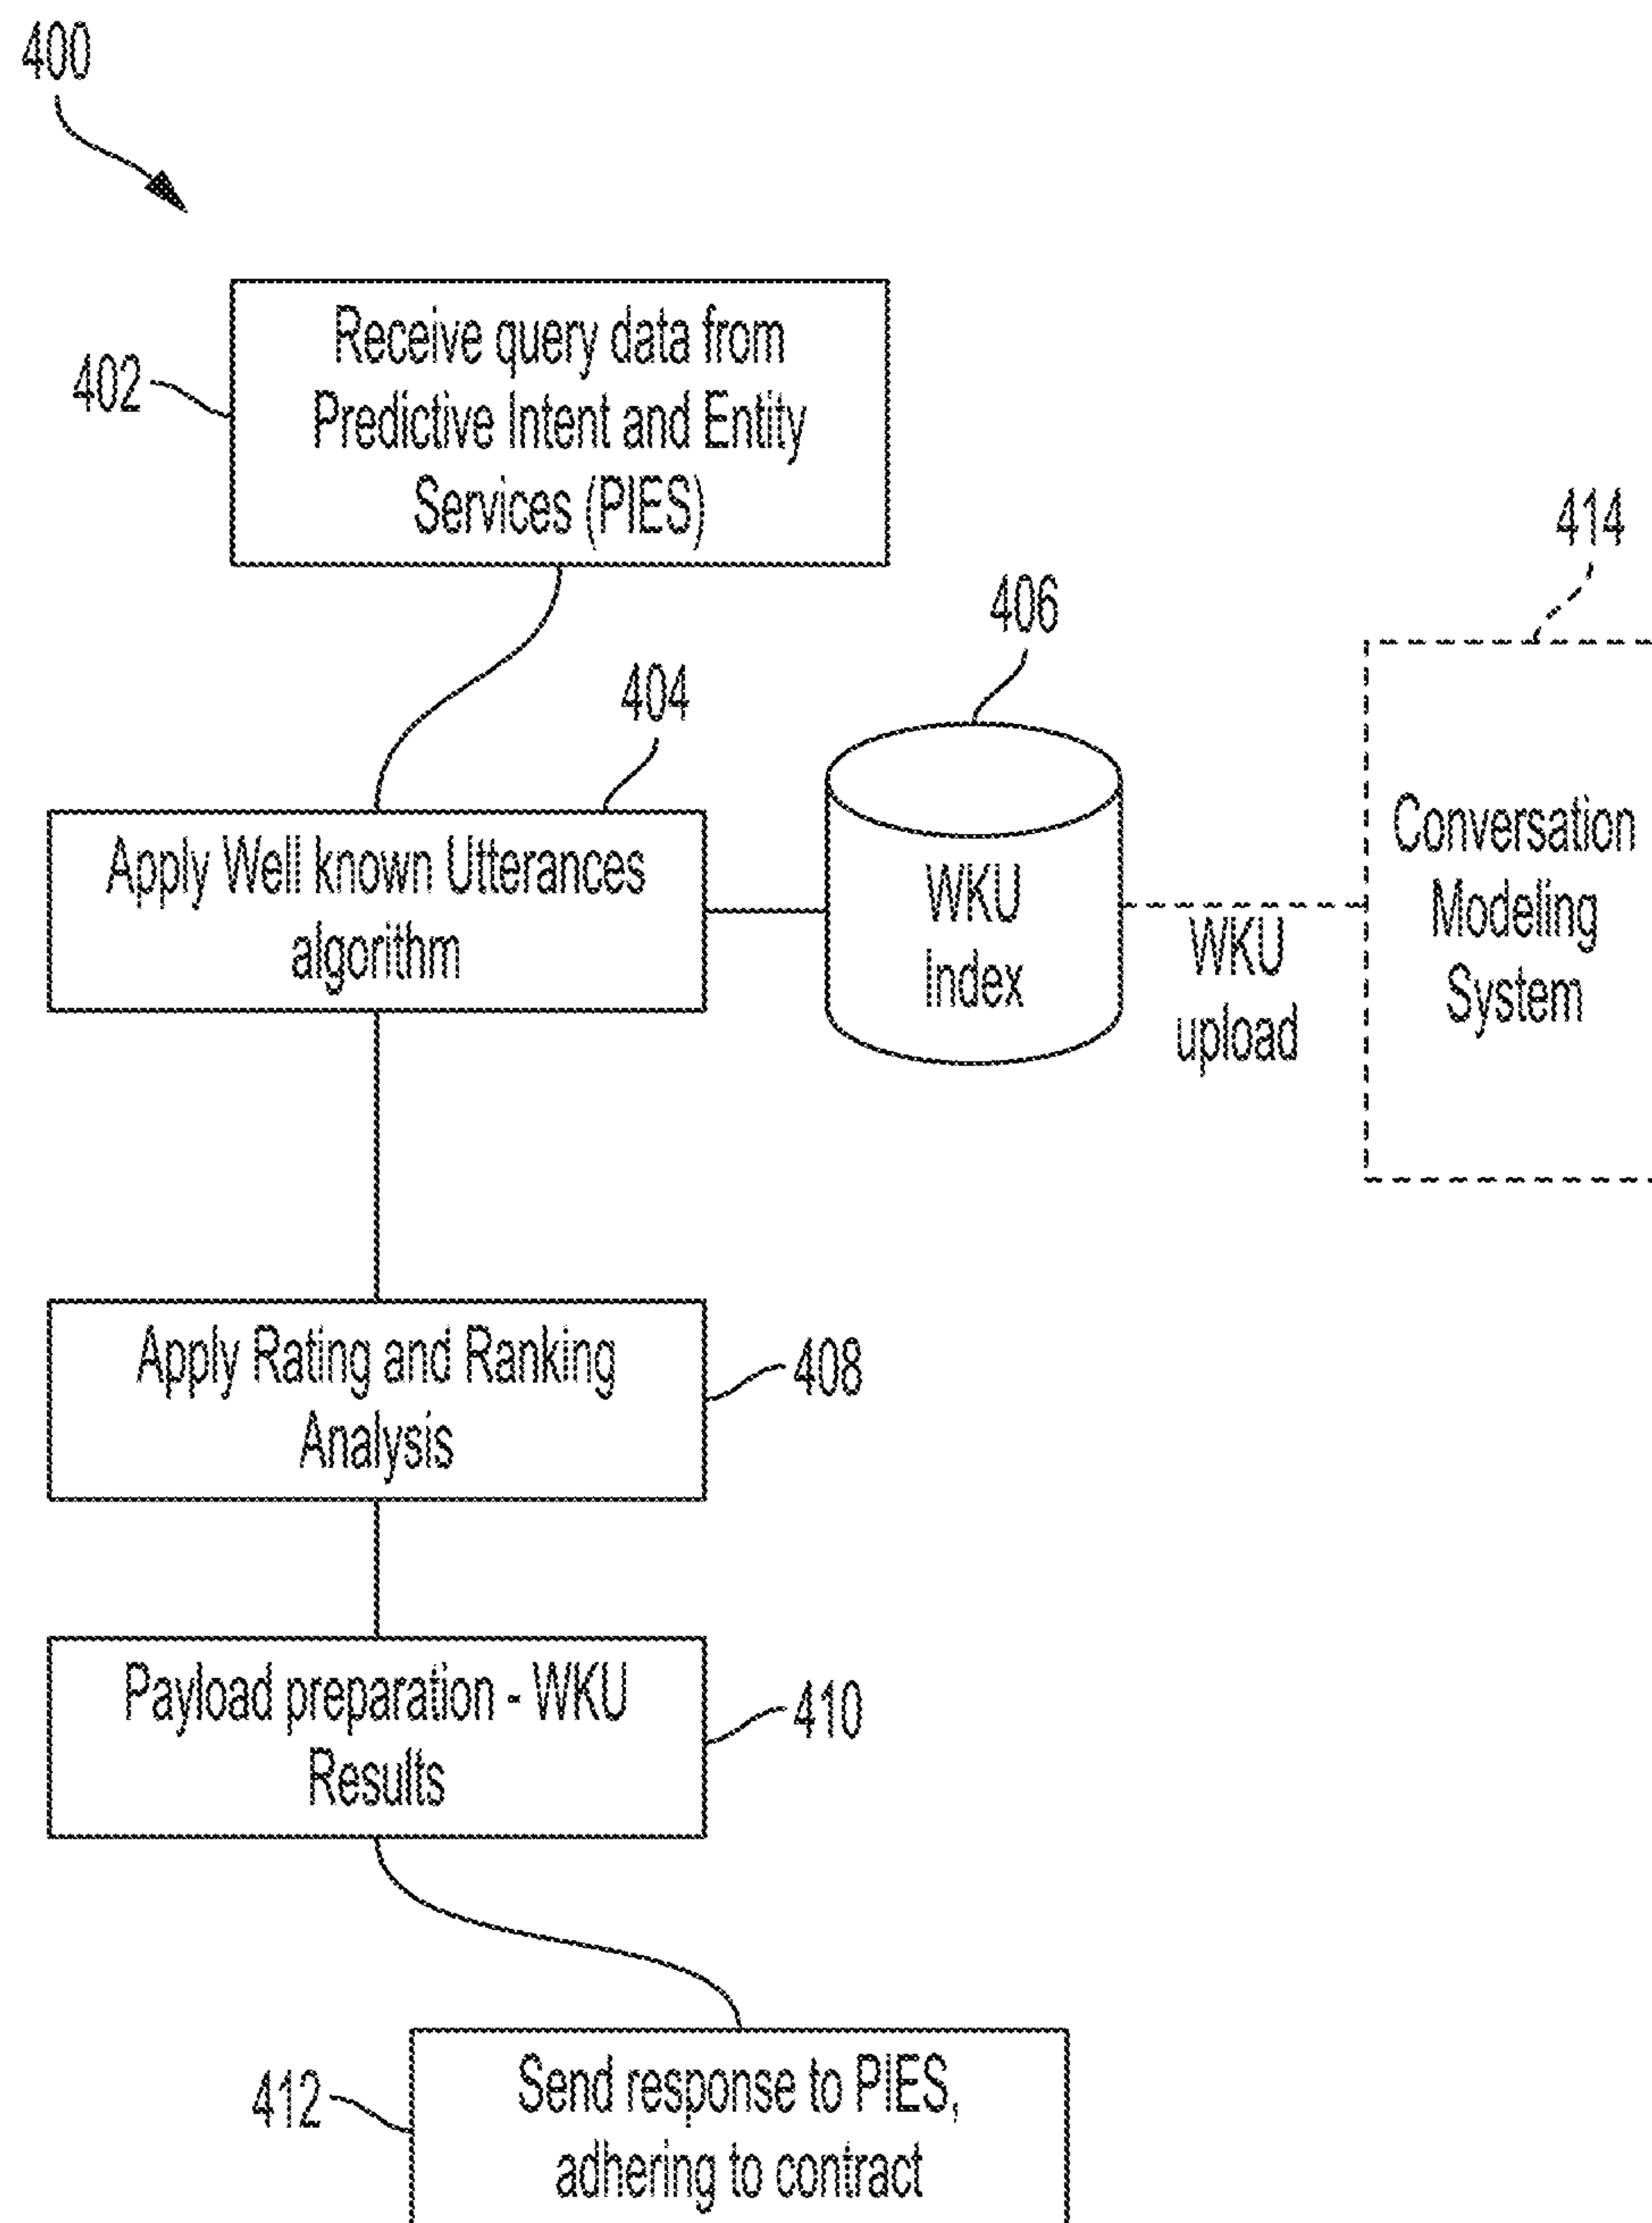 400
402
Receive query data from
Predictive Intent and Entity
Services (PIES)
414
406
404
Apply Well known Utterances
algorithm
WKU
Index
WKU
upload
Conversation
Modeling
System
Apply Rating and Ranking
Analysis
408
Payload preparation - WKU
Results
410
412
Send response to PIES,
adhering to contract